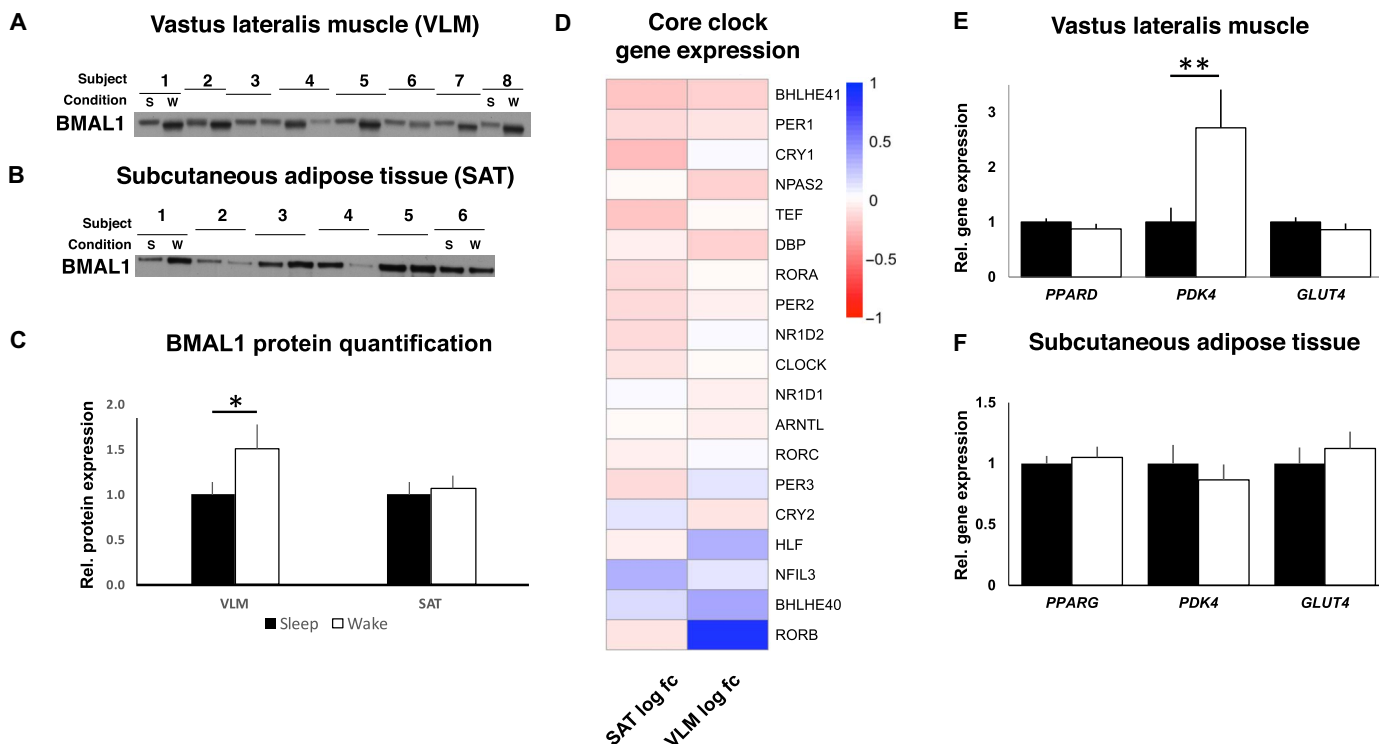 A
Vastus lateralis muscle (VLM)
Subject 1 2 3 4 5 6 7 8
Condition S W S W
BMAL1
B
Subcutaneous adipose tissue (SAT)
Subject 1 2 3 4 5 6
Condition S W S W
BMAL1
C
BMAL1 protein quantification
Rel. protein expression
2.0
1.5
1.0
0.5
0.0
*
VLM SAT
Sleep Wake
D
Core clock
gene expression
BHLHE41
PER1
CRY1
NPAS2
TEF
DBP
RORA
PER2
NR1D2
CLOCK
NR1D1
ARNTL
RORC
PER3
CRY2
HLF
NFIL3
BHLHE40
RORB
1
0.5
0
−0.5
−1
SAT log fc
VLM log fc
E
Vastus lateralis muscle
Rel. gene expression
3
2
1
0
**
PPARD PDK4 GLUT4
F
Subcutaneous adipose tissue
Rel. gene expression
1.5
1
0.5
0
PPARG PDK4 GLUT4